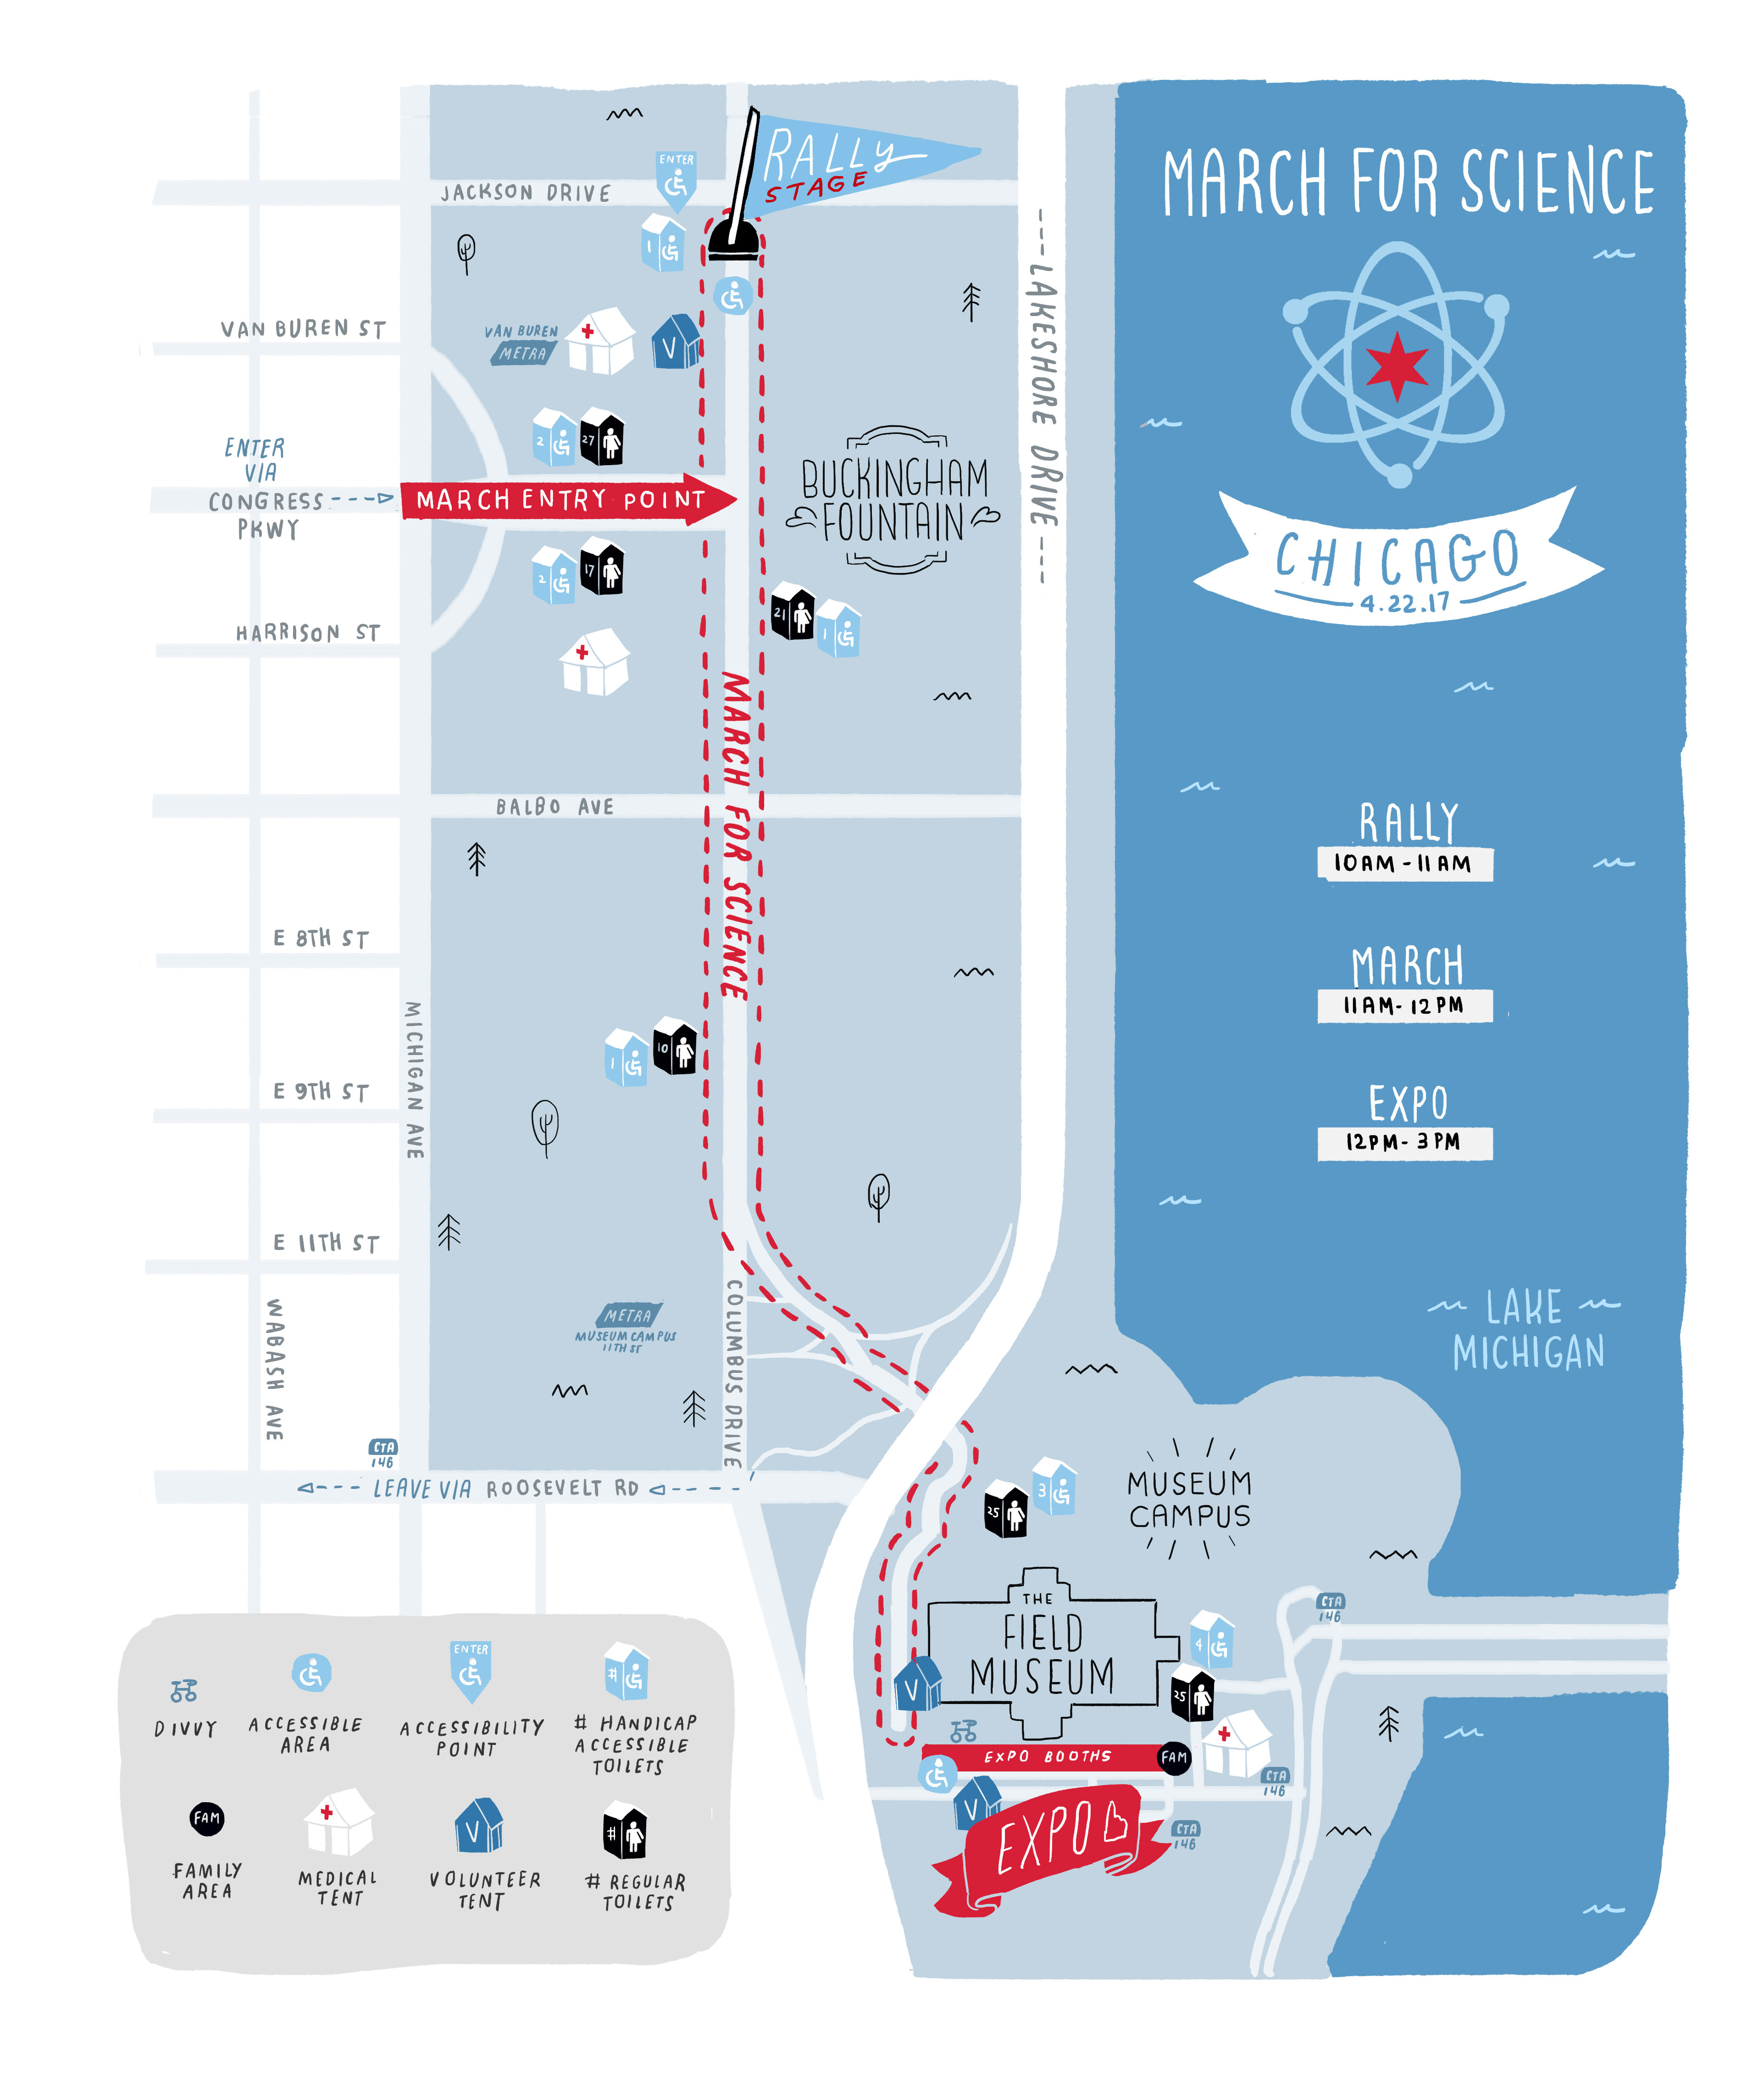 ENTER
RALLY
STAGE
JACKSON DRIVE
1
VAN BUREN ST
VAN BUREN
METRA
V
2
27
ENTER
VIA
CONGRESS
PKWY
MARCH ENTRY POINT
BUCKINGHAM
FOUNTAIN
LAKESHORE DRIVE
2
17
21
1
HARRISON ST
MARCH FOR SCIENCE
BALBO AVE
E 8TH ST
MICHIGAN AVE
1
10
E 9TH ST
E 11TH ST
WABASH AVE
METRA
MUSEUM CAMPUS
11TH ST
COLUMBUS DRIVE
CTA
146
LEAVE VIA ROOSEVELT RD
25
3
MUSEUM
CAMPUS
THE
FIELD
MUSEUM
4
25
V
CTA
146
EXPO BOOTHS
FAM
CTA
146
V
EXPO
CTA
146
MARCH FOR SCIENCE
CHICAGO
4.22.17
RALLY
10AM - 11AM
MARCH
11AM - 12PM
EXPO
12PM - 3PM
LAKE
MICHIGAN
DIVVY
ACCESSIBLE
AREA
ENTER
ACCESSIBILITY
POINT
#
# HANDICAP
ACCESSIBLE
TOILETS
FAM
FAMILY
AREA
MEDICAL
TENT
V
VOLUNTEER
TENT
#
# REGULAR
TOILETS